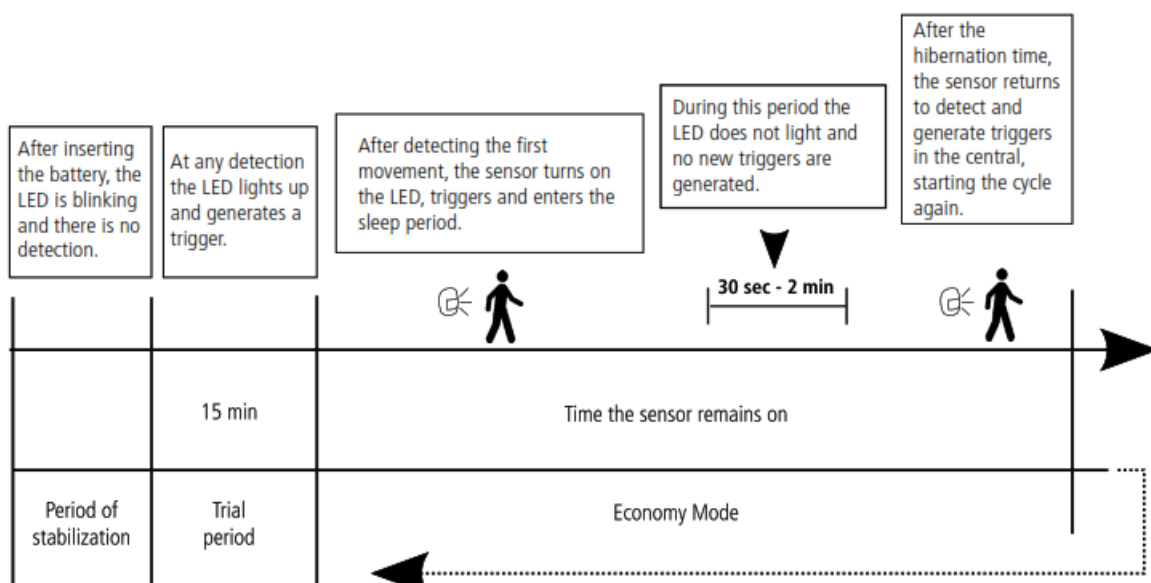 After inserting
the battery, the
LED is blinking
and there is no
detection.
At any detection
the LED lights up
and generates a
trigger.
After detecting the first
movement, the sensor turns on
the LED, triggers and enters the
sleep period.
During this period the
LED does not light and
no new triggers are
generated.
After the
hibernation time,
the sensor returns
to detect and
generate triggers
in the central,
starting the cycle
again.
30 sec - 2 min
15 min
Time the sensor remains on
Period of
stabilization
Trial
period
Economy Mode